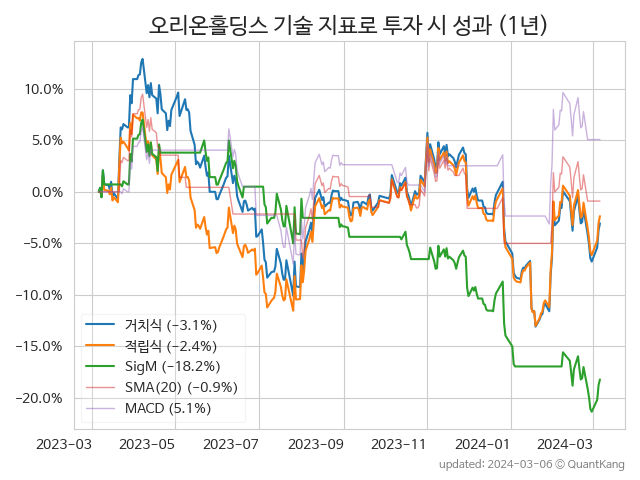 오리온홀딩스 기술 지표로 투자 시 성과 (1년)
10.0%
5.0%
0.0%
−5.0%
−10.0%
−15.0%
−20.0%
거치식 (−3.1%)
적립식 (−2.4%)
SigM (−18.2%)
SMA(20) (−0.9%)
MACD (5.1%)
2023−03 2023−05 2023−07 2023−09 2023−11 2024−01 2024−03
updated: 2024−03−06 © QuantKang